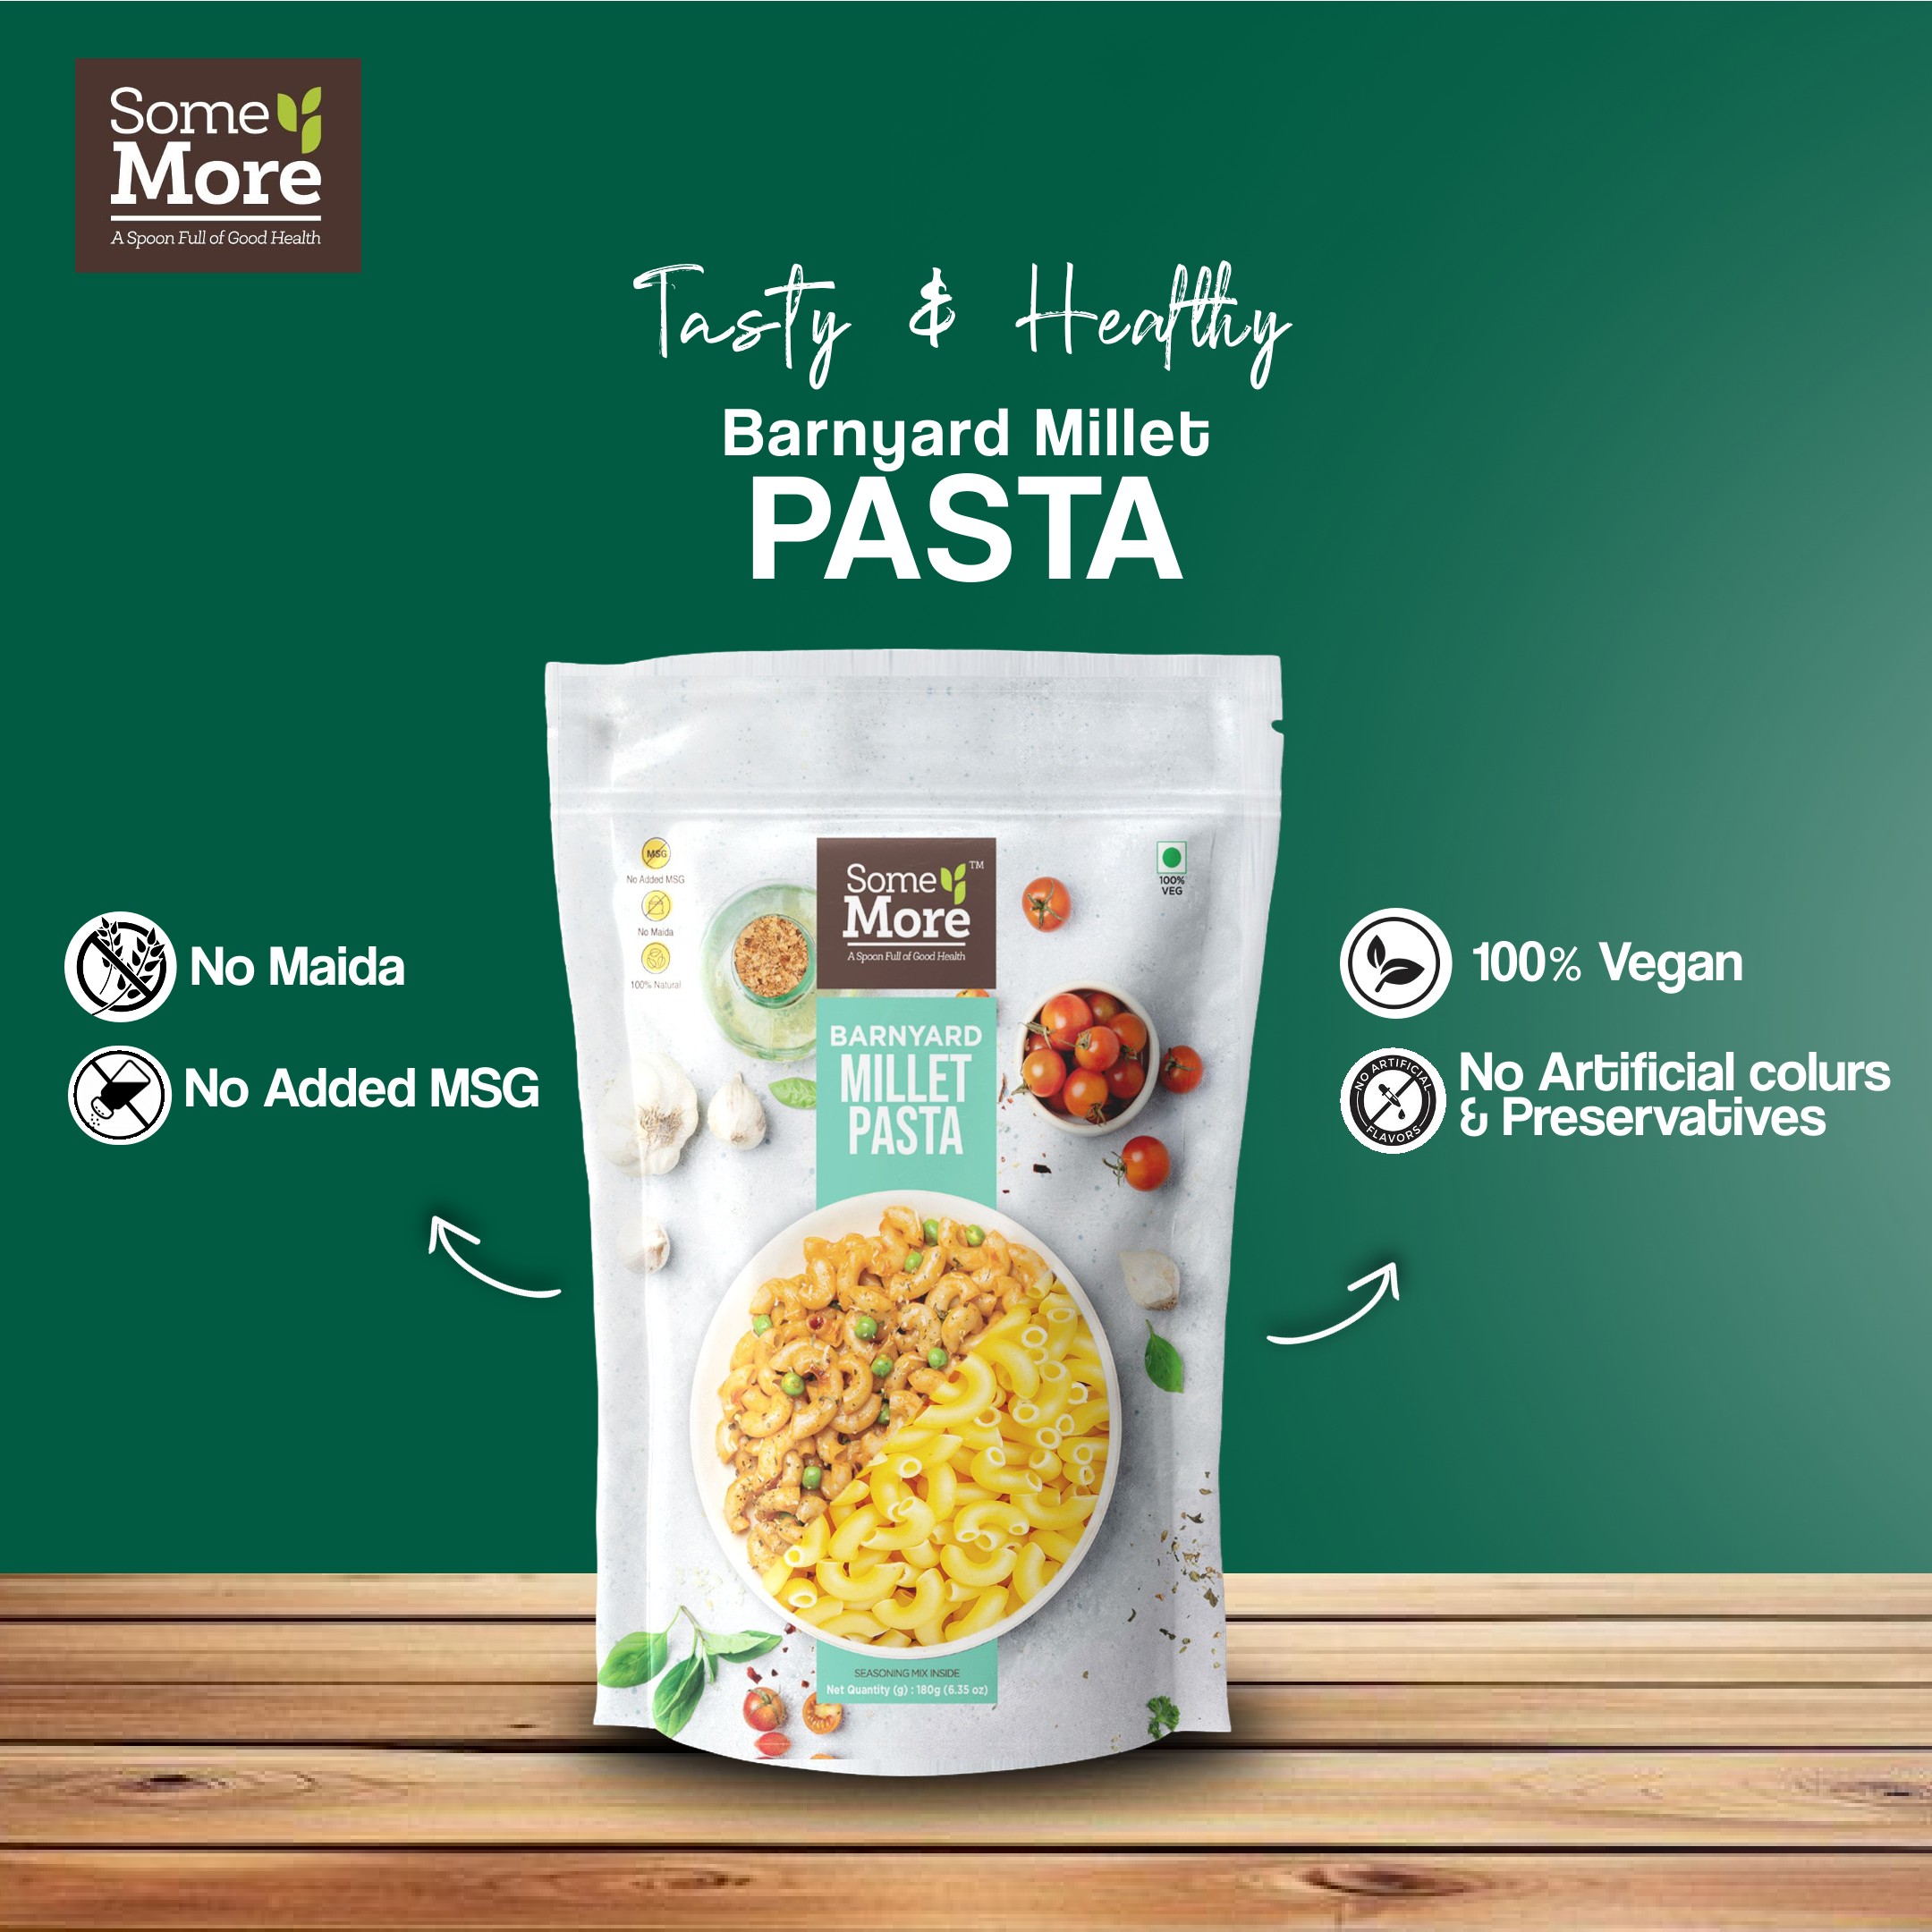 Some
More
A Spoon Full of Good Health
Tasty & Healthy
Barnyard Millet
PASTA
MSG
No Added MSG
No Maida
100% Natural
Some
More
TM
A Spoon Full of Good Health
100%
VEG
BARNYARD
MILLET
PASTA
SEASONING MIX INSIDE
Net Quantity (g) : 180g (6.35 oz)
No Maida
No Added MSG
100% Vegan
NO ARTIFICIAL
FLAVORS
No Artificial colurs
& Preservatives